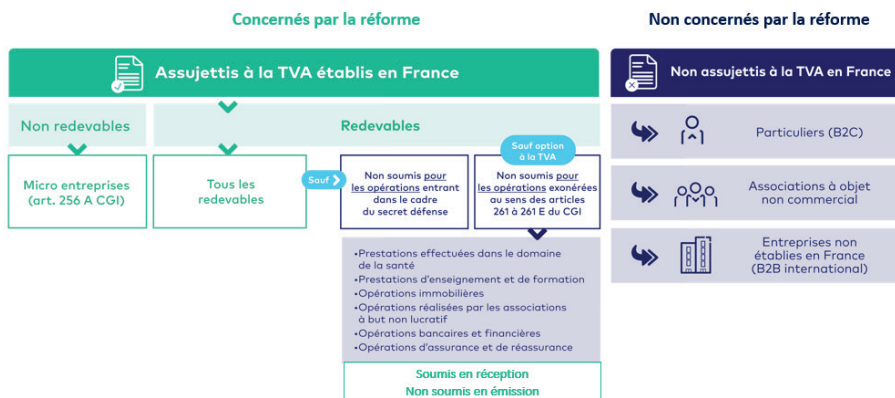 Concernés par la réforme
Non concernés par la réforme
Assujettis à la TVA établis en France
Non redevables
Redevables
Micro entreprises
(art. 256 A CGI)
Tous les
redevables
Sauf
Non soumis pour
les opérations entrant
dans le cadre
du secret défense
Sauf option
à la TVA
Non soumis pour
les opérations exonérées
au sens des articles
261 à 261 E du CGI
•Prestations effectuées dans le domaine
de la santé
•Prestations d'enseignement et de formation
•Opérations immobilières
•Opérations réalisées par les associations
à but non lucratif
•Opérations bancaires et financières
•Opérations d'assurance et de réassurance
Soumis en réception
Non soumis en émission
Non assujettis à la TVA en France
Particuliers (B2C)
Associations à objet
non commercial
Entreprises non
établies en France
(B2B international)